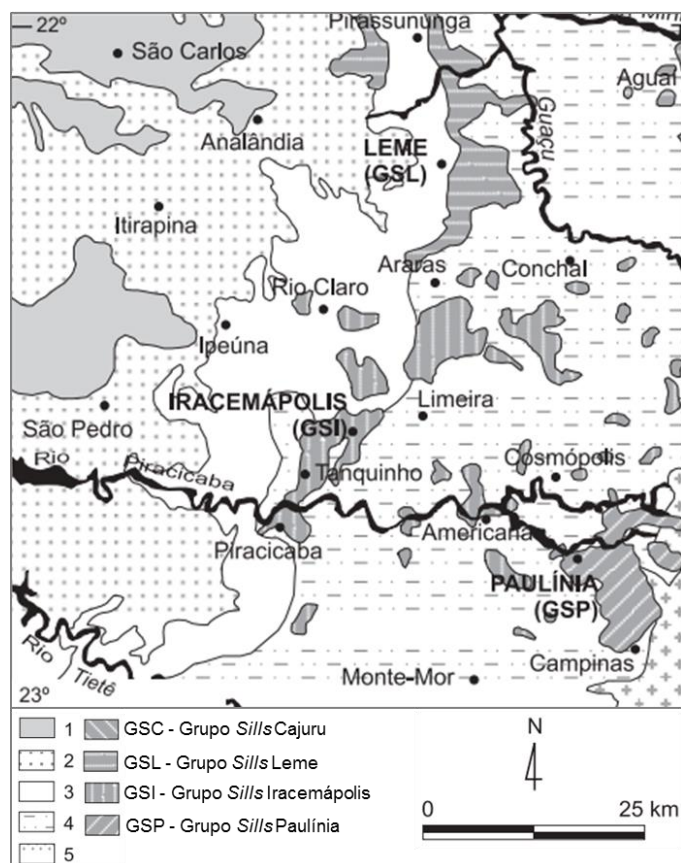 22º
Pirassununga
São Carlos
Aguaí
Guaçu
Analândia
LEME
(GSL)
Itirapina
Araras
Conchal
Rio Claro
Ipeúna
IRACEMÁPOLIS
(GSI)
Limeira
São Pedro
Rio
Piracicaba
Tanquinho
Cosmópolis
Piracicaba
Americana
PAULÍNIA
(GSP)
Rio
Tietê
Campinas
Monte-Mor
23º
1 GSC - Grupo Sills Cajuru
2 GSL - Grupo Sills Leme
3 GSI - Grupo Sills Iracemápolis
4 GSP - Grupo Sills Paulínia
5
N
0 25 km